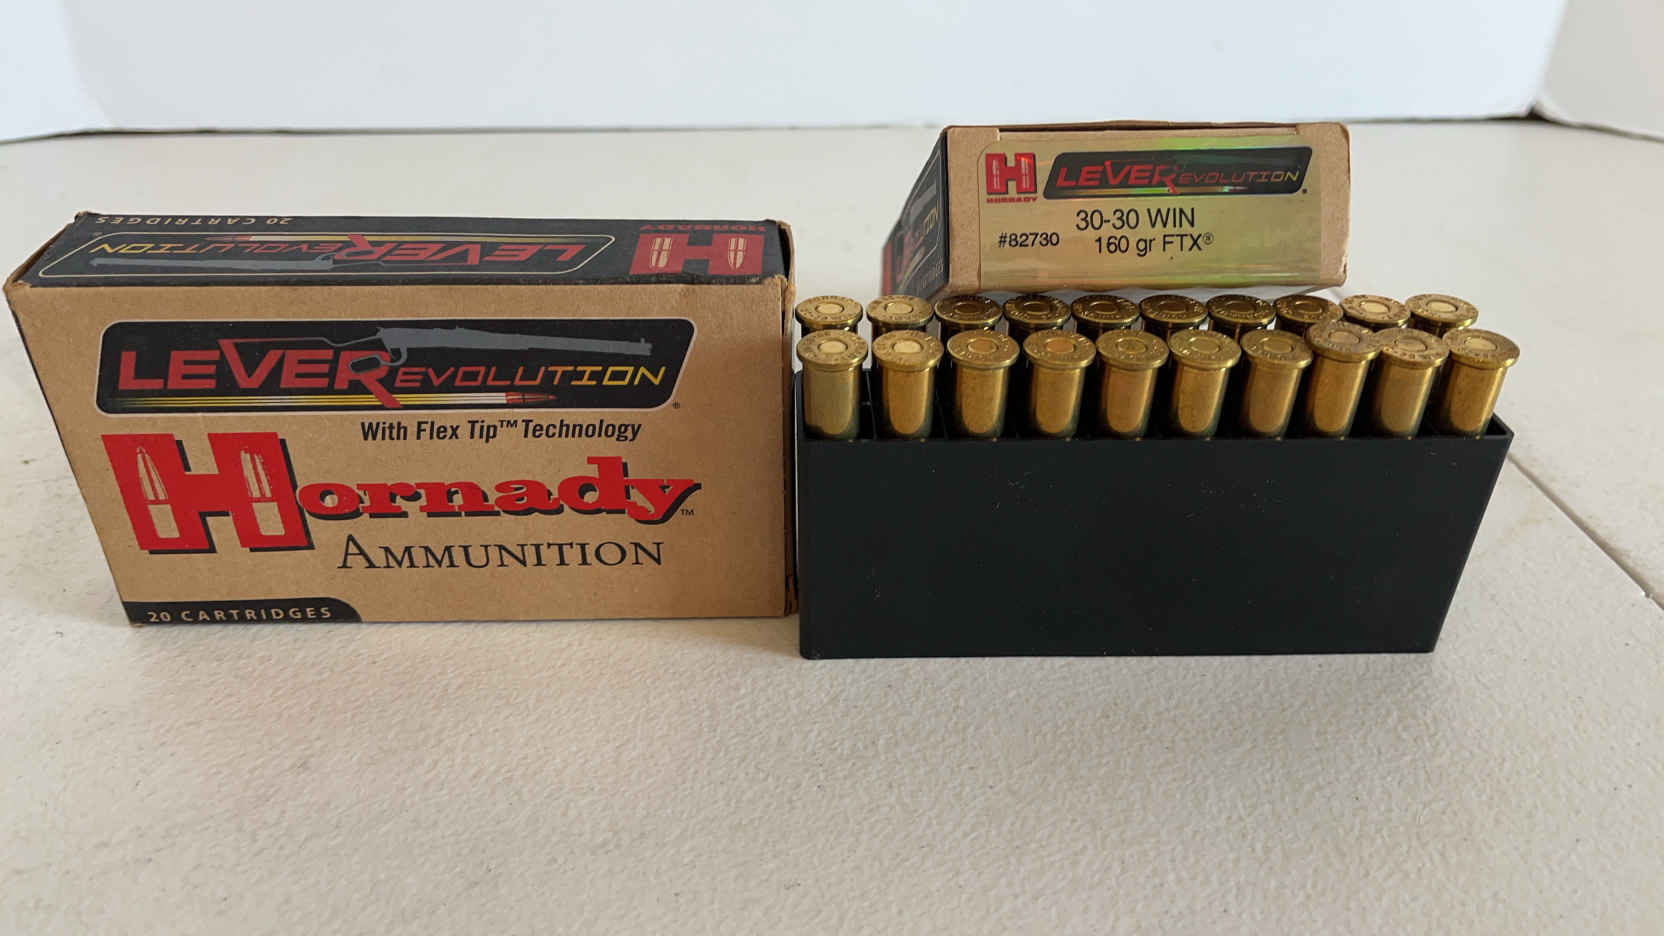 20 CARTRIDGES
LEVEREVOLUTION
HORNADY
LEVEREVOLUTION®
With Flex Tip™ Technology
Hornady™
AMMUNITION
20 CARTRIDGES
H
HORNADY
LEVEREVOLUTION®
30-30 WIN
#82730 160 gr FTX®